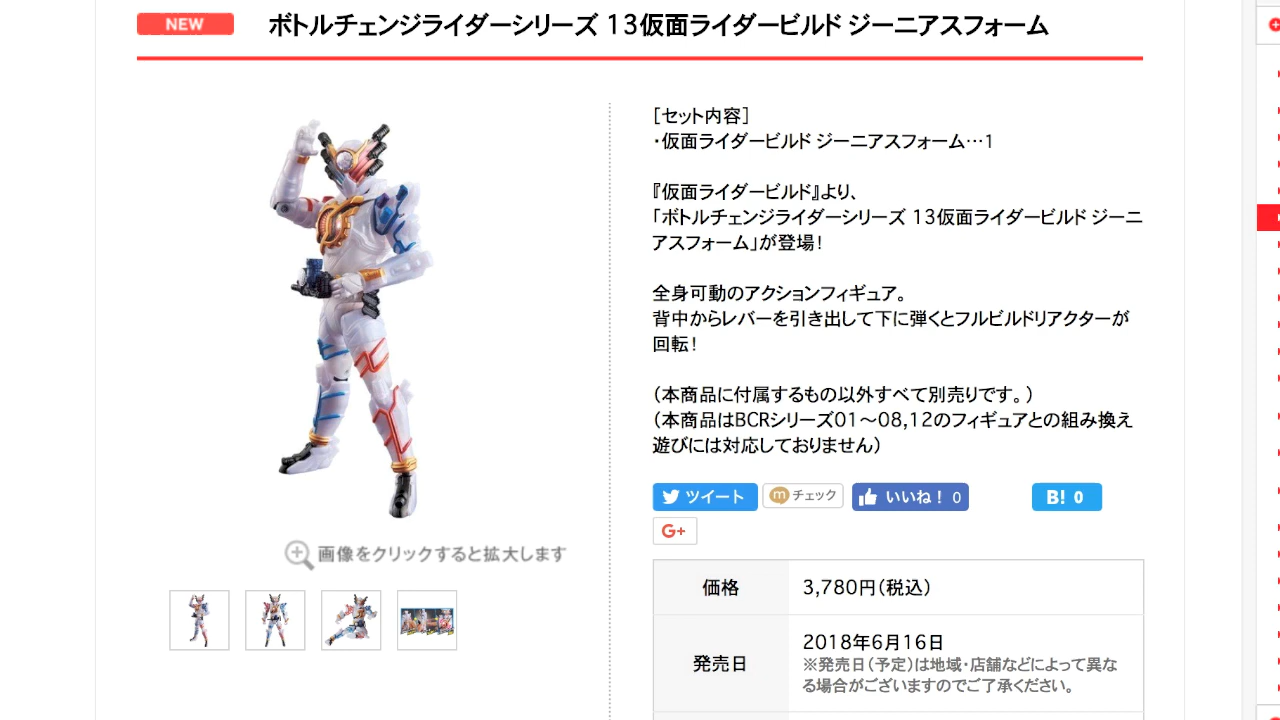 NEW
ボトルチェンジライダーシリーズ 13仮面ライダービルド ジーニアスフォーム
[セット内容]
・仮面ライダービルド ジーニアスフォーム…1
『仮面ライダービルド』より、
「ボトルチェンジライダーシリーズ 13仮面ライダービルド ジーニ
アスフォーム」が登場!
全身可動のアクションフィギュア。
背中からレバーを引き出して下に弾くとフルビルドリアクターが
回転!
(本商品に付属するもの以外すべて別売りです。)
(本商品はBCRシリーズ01～08,12のフィギュアとの組み換え
遊びには対応しておりません)
ツイート
m チェック
いいね! 0
B! 0
G+
画像をクリックすると拡大します
価格
3,780円(税込)
発売日
2018年6月16日
※発売日(予定)は地域・店舗などによって異な
る場合がございますのでご了承ください。